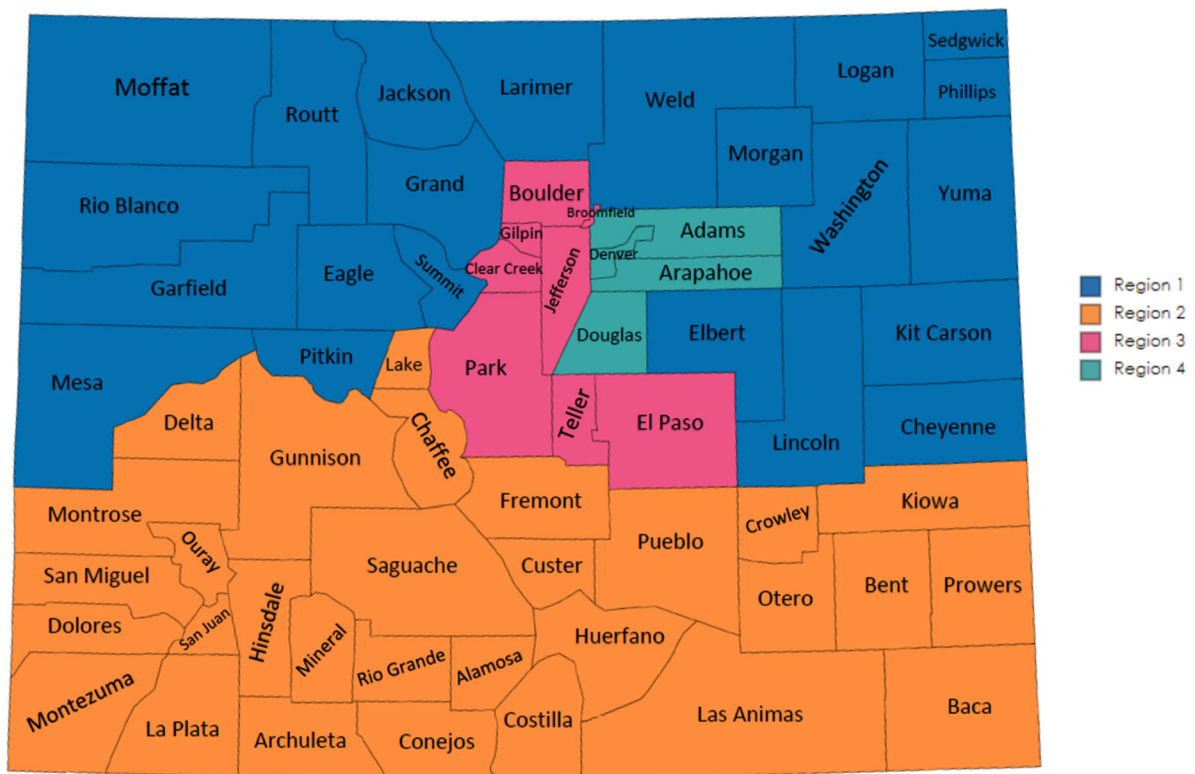 Moffat
Routt
Jackson
Larimer
Weld
Logan
Sedgwick
Phillips
Morgan
Washington
Yuma
Rio Blanco
Grand
Boulder
Broomfield
Gilpin
Adams
Denver
Clear Creek
Jefferson
Arapahoe
Garfield
Eagle
Summit
Region 1
Region 2
Region 3
Region 4
Mesa
Pitkin
Lake
Park
Douglas
Elbert
Kit Carson
Delta
Gunnison
Chaffee
Teller
El Paso
Lincoln
Cheyenne
Montrose
Fremont
Crowley
Kiowa
Ouray
Pueblo
San Miguel
Saguache
Custer
Otero
Bent
Prowers
Dolores
San Juan
Hinsdale
Mineral
Rio Grande
Alamosa
Huerfano
Montezuma
La Plata
Archuleta
Conejos
Costilla
Las Animas
Baca